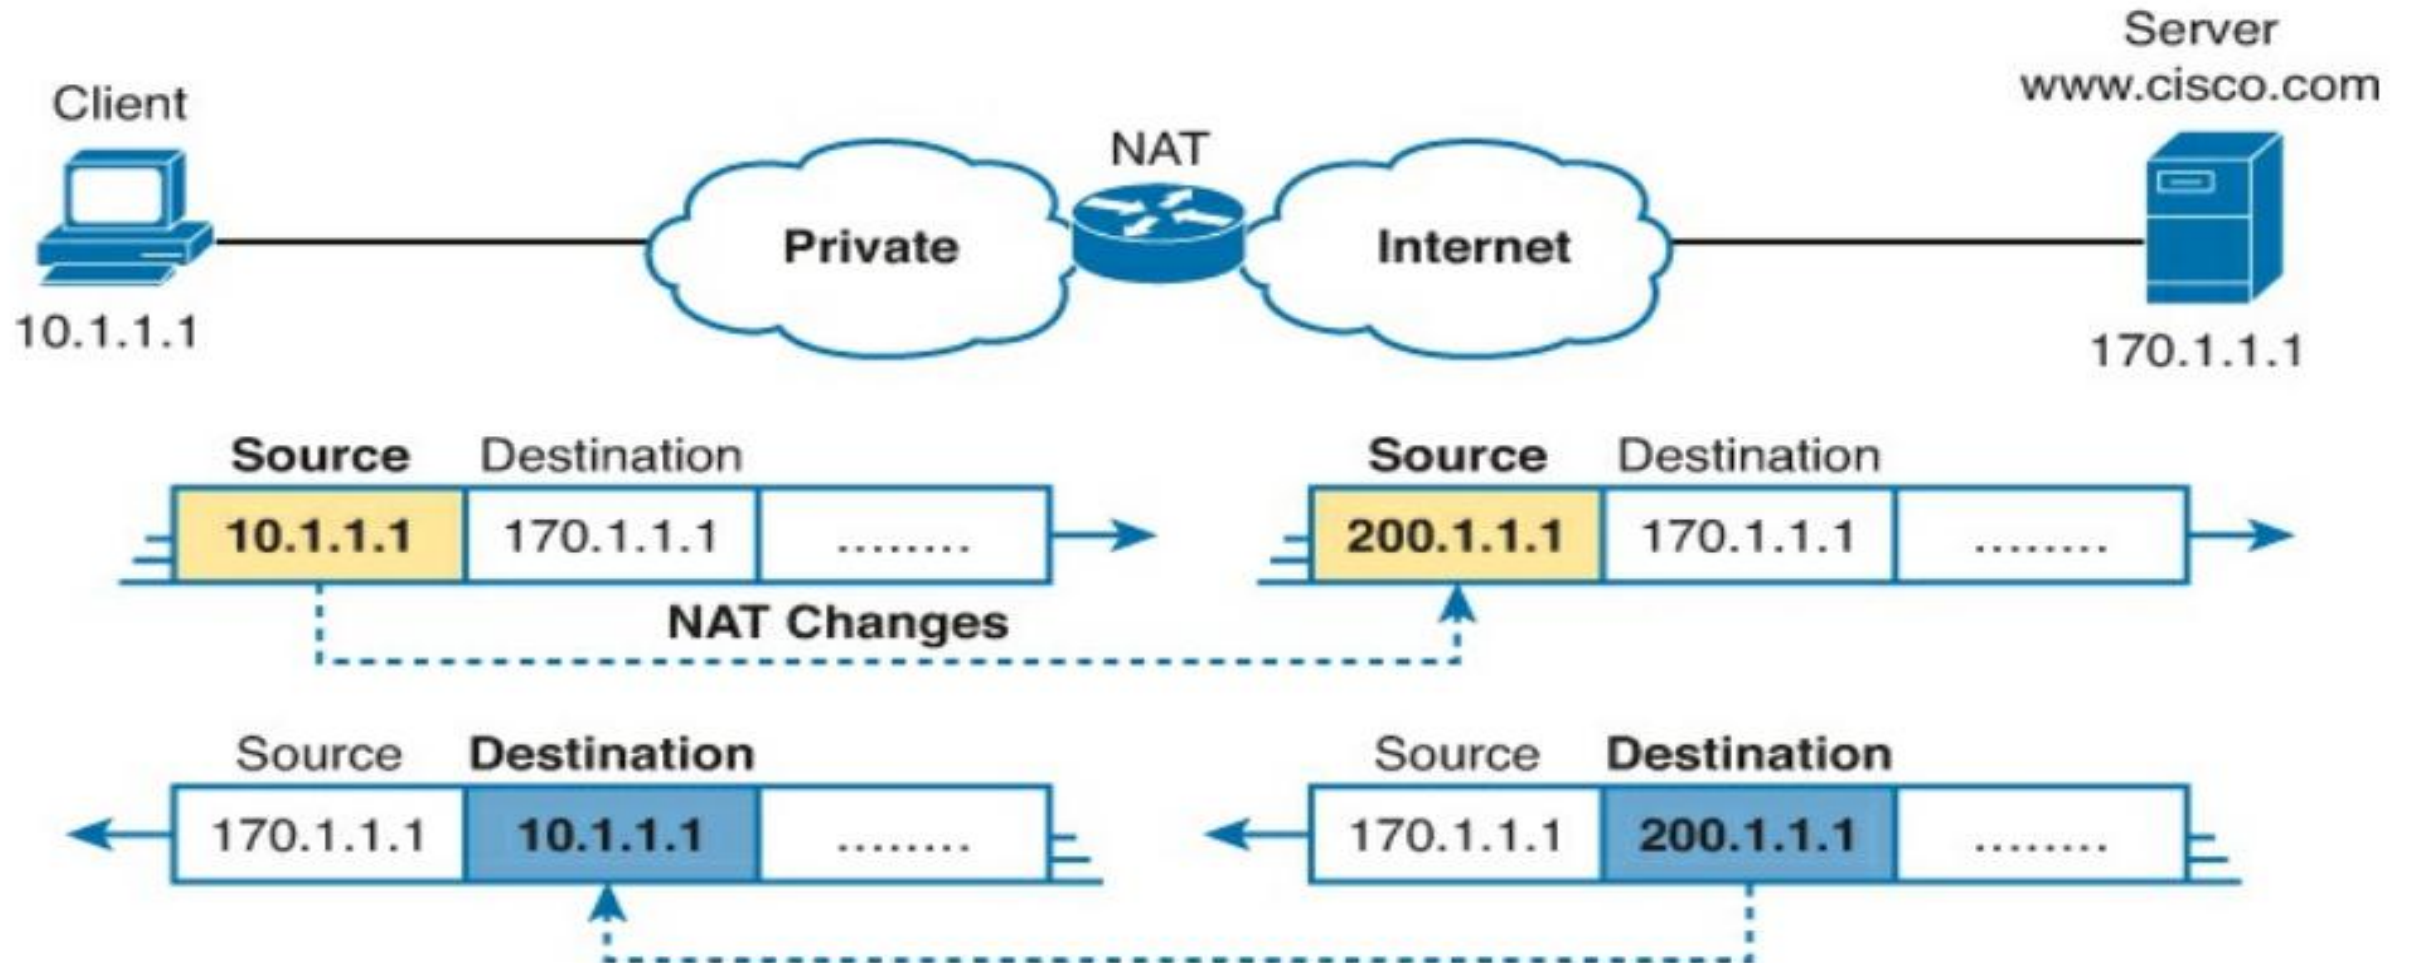 Server
www.cisco.com
Client
NAT
Private
Internet
10.1.1.1
170.1.1.1
Source Destination
Source Destination
10.1.1.1 170.1.1.1 ........
200.1.1.1 170.1.1.1 ........
NAT Changes
Source Destination
Source Destination
170.1.1.1 10.1.1.1 ........
170.1.1.1 200.1.1.1 ........